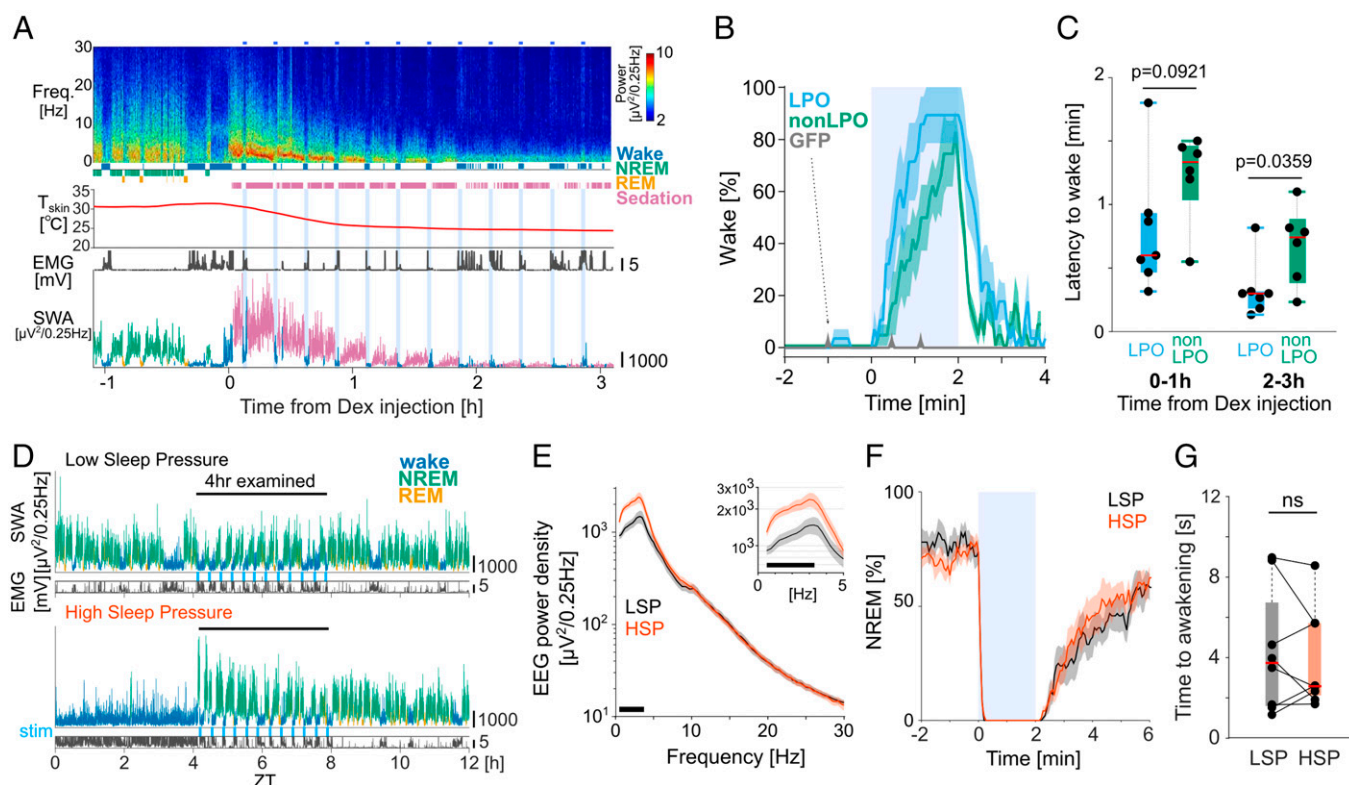 A
30
20
10
0
Freq.
[Hz]
10
2
Power
[µV²/0.25Hz]
Wake
NREM
REM
Sedation
Tskin
[°C]
35
30
25
20
EMG
[mV]
5
SWA
[µV²/0.25Hz]
1000
-1 0 1 2 3
Time from Dex injection [h]
B
100
80
60
40
20
0
Wake [%]
LPO
nonLPO
GFP
-2 0 2 4
Time [min]
C
2
1
0
Latency to wake [min]
p=0.0921
p=0.0359
LPO non LPO LPO non LPO
0-1h 2-3h
Time from Dex injection
D
Low Sleep Pressure
4hr examined
wake
NREM
REM
SWA
[µV²/0.25Hz]
1000
EMG
[mV]
5
High Sleep Pressure
1000
stim
5
0 2 4 6 8 10 12 [h]
ZT
E
10³
10²
10¹
EEG power density
[µV²/0.25Hz]
LSP
HSP
3x10³
2x10³
10³
0 5
[Hz]
0 10 20 30
Frequency [Hz]
F
100
50
0
NREM [%]
LSP
HSP
-2 0 2 4 6
Time [min]
G
ns
12
9
6
3
0
Time to awakening [s]
LSP HSP